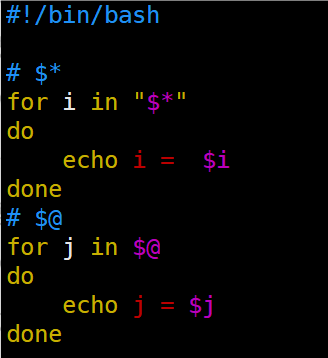 #!/bin/bash

# $*
for i in "$*"
do
    echo i =  $i
done
# $@
for j in $@
do
    echo j = $j
done